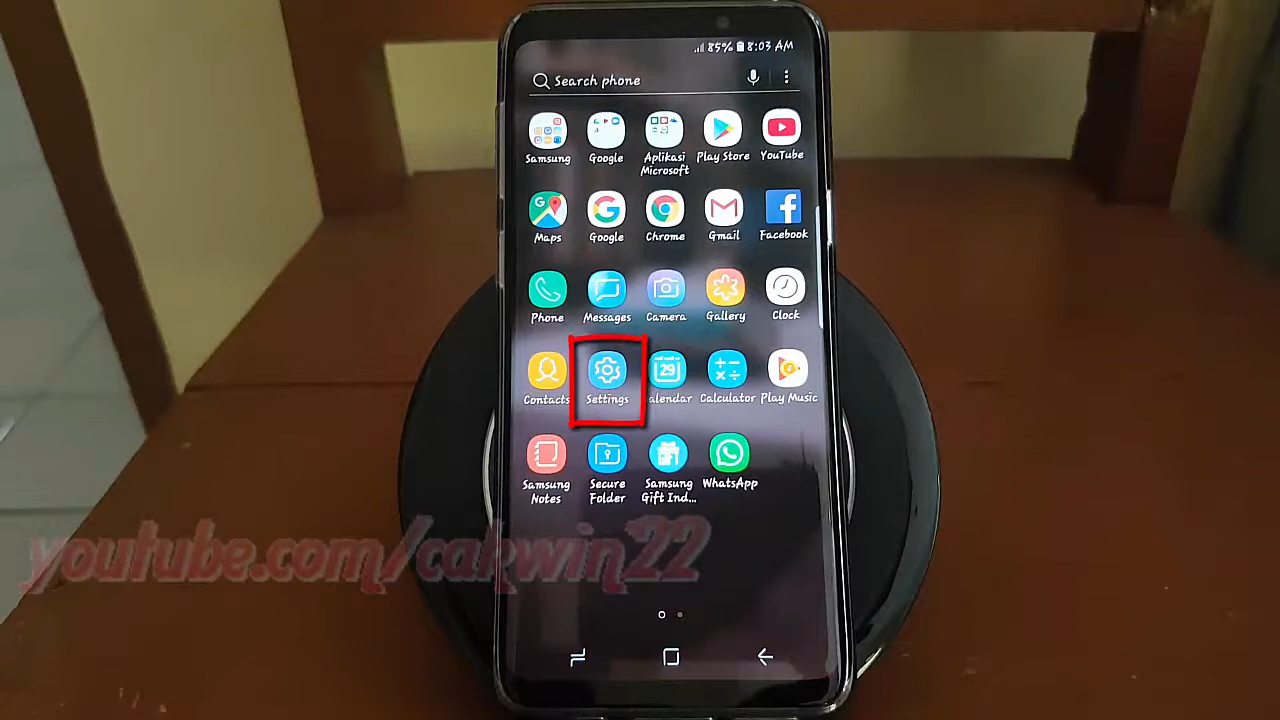 85% 8:03 AM
Search phone
Samsung Google Aplikasi Microsoft Play Store YouTube
Maps Google Chrome Gmail Facebook
Phone Messages Camera Gallery Clock
29
Contacts Settings alendar Calculator Play Music
Samsung Notes Secure Folder Samsung Gift Ind... WhatsApp
youtube.com/cakwin22